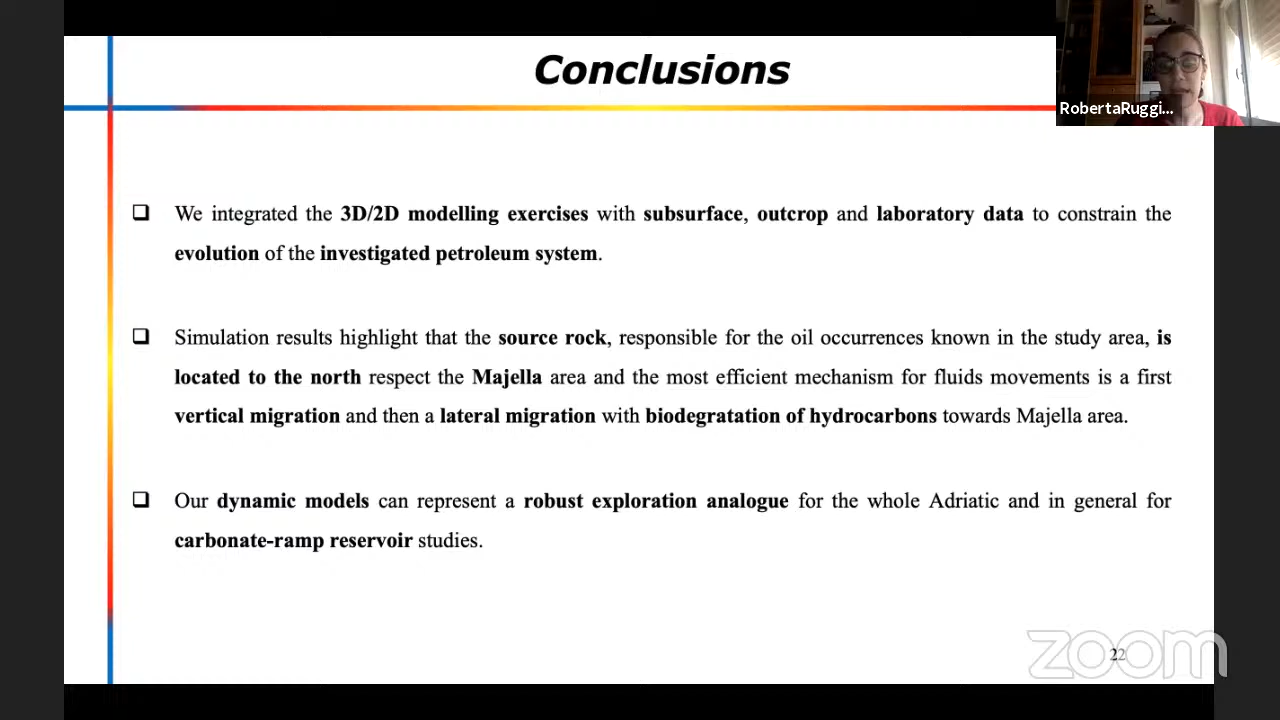 Conclusions
RobertaRuggi...
❑ We integrated the 3D/2D modelling exercises with subsurface, outcrop and laboratory data to constrain the
evolution of the investigated petroleum system.
❑ Simulation results highlight that the source rock, responsible for the oil occurrences known in the study area, is
located to the north respect the Majella area and the most efficient mechanism for fluids movements is a first
vertical migration and then a lateral migration with biodegratation of hydrocarbons towards Majella area.
❑ Our dynamic models can represent a robust exploration analogue for the whole Adriatic and in general for
carbonate-ramp reservoir studies.
22
zoom